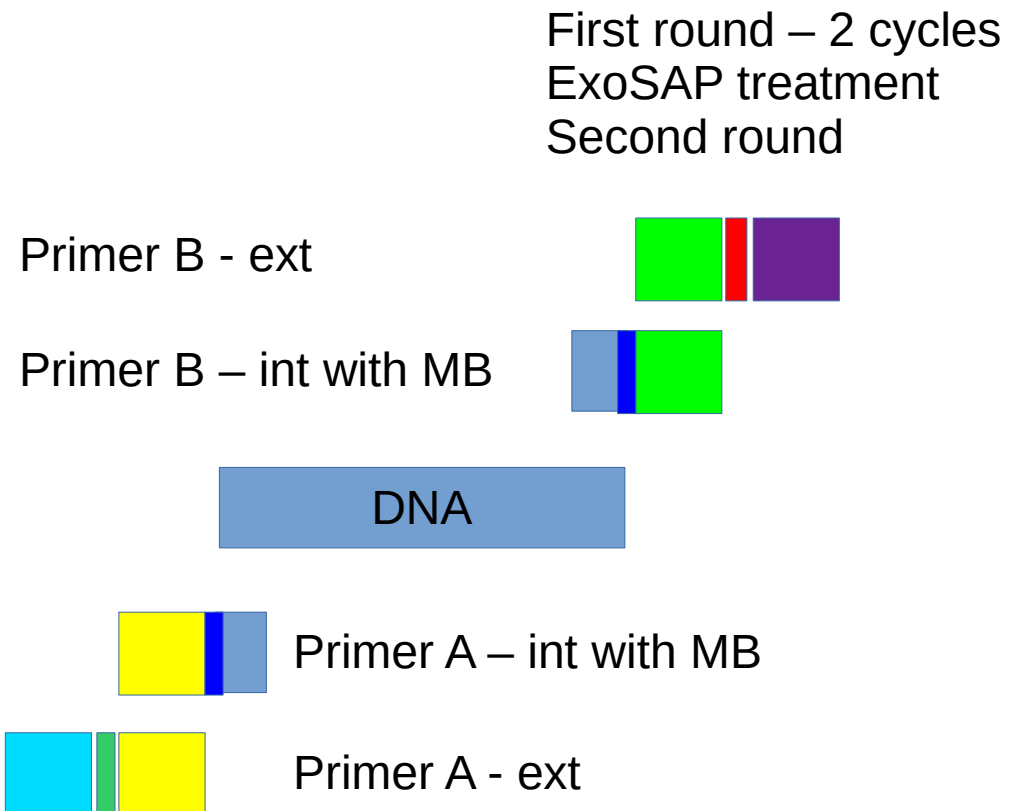 First round – 2 cycles
ExoSAP treatment
Second round
Primer B - ext
Primer B – int with MB
DNA
Primer A – int with MB
Primer A - ext